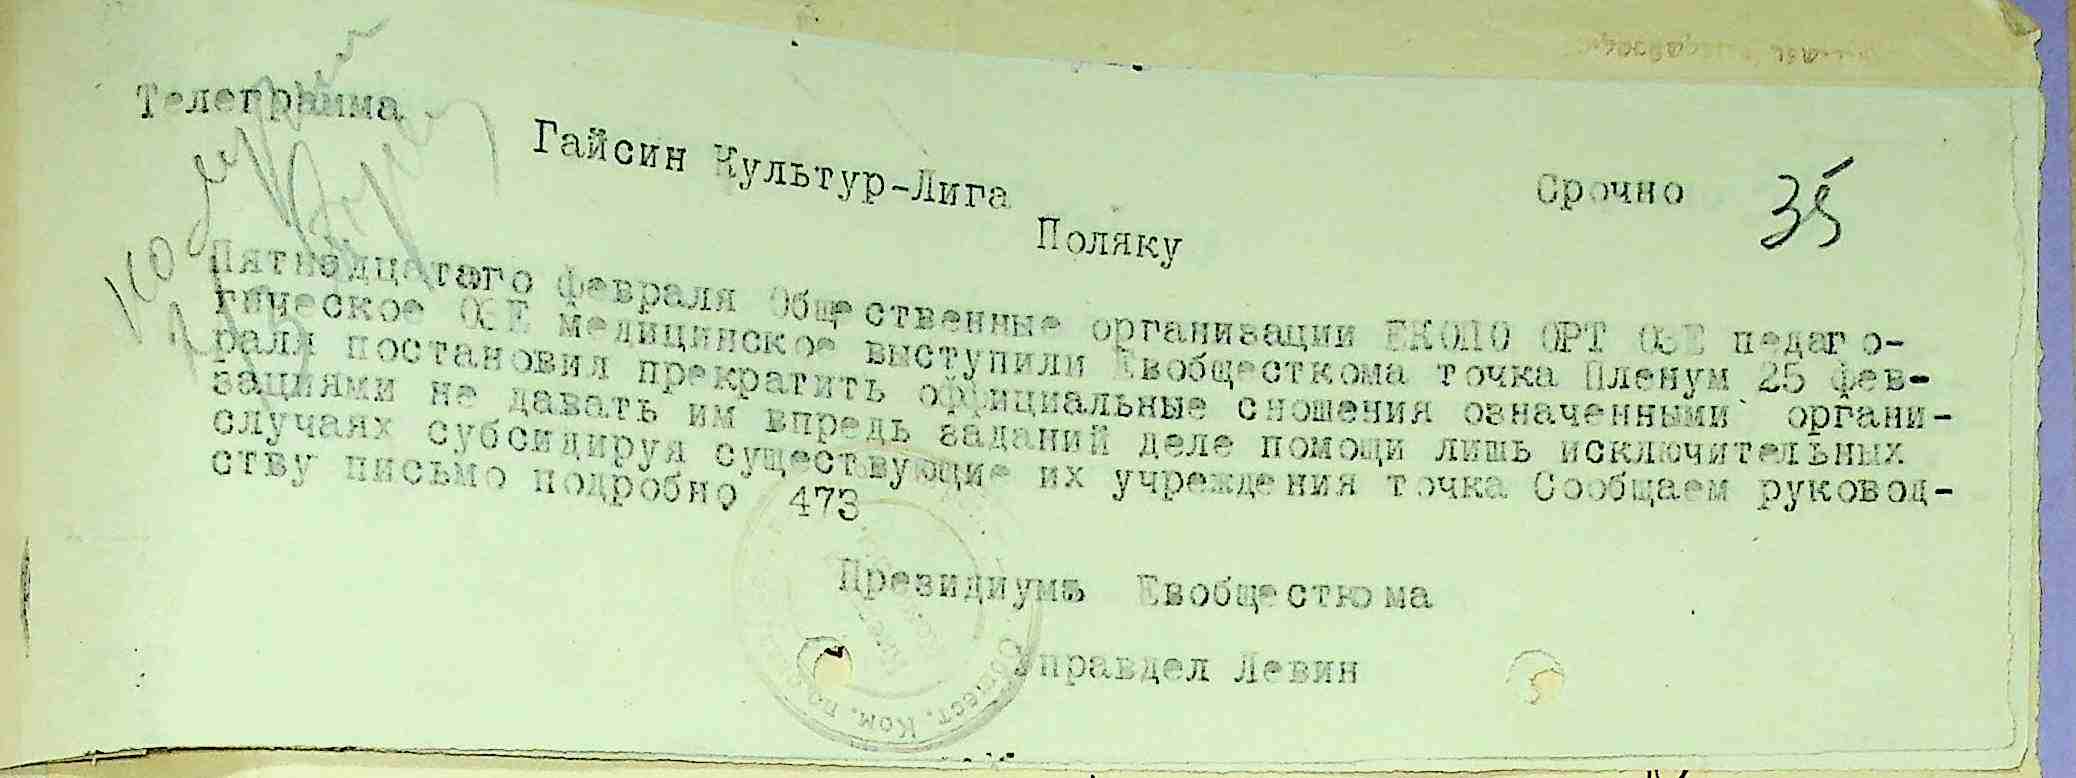 Телеграмма
Гайсин Культур-Лига
Срочно 35
Поляку
Пятнадцатого февраля Общественные организации ЕКОПО ОРТ ОЗЕ педаго-
гическое ОЗЕ медицинское выступили Евобщесткома точка Пленум 25 фев-
раля постановил прекратить официальные сношения означенными органи-
зациями не давать им впредь заданий деле помощи лишь исключительных
случаях субсидируя существующие их учреждения точка Сообщаем руковод-
ству письмо подробно 473
Президиумъ Евобщесткома
Управдел Левин
Общест. Ком. по